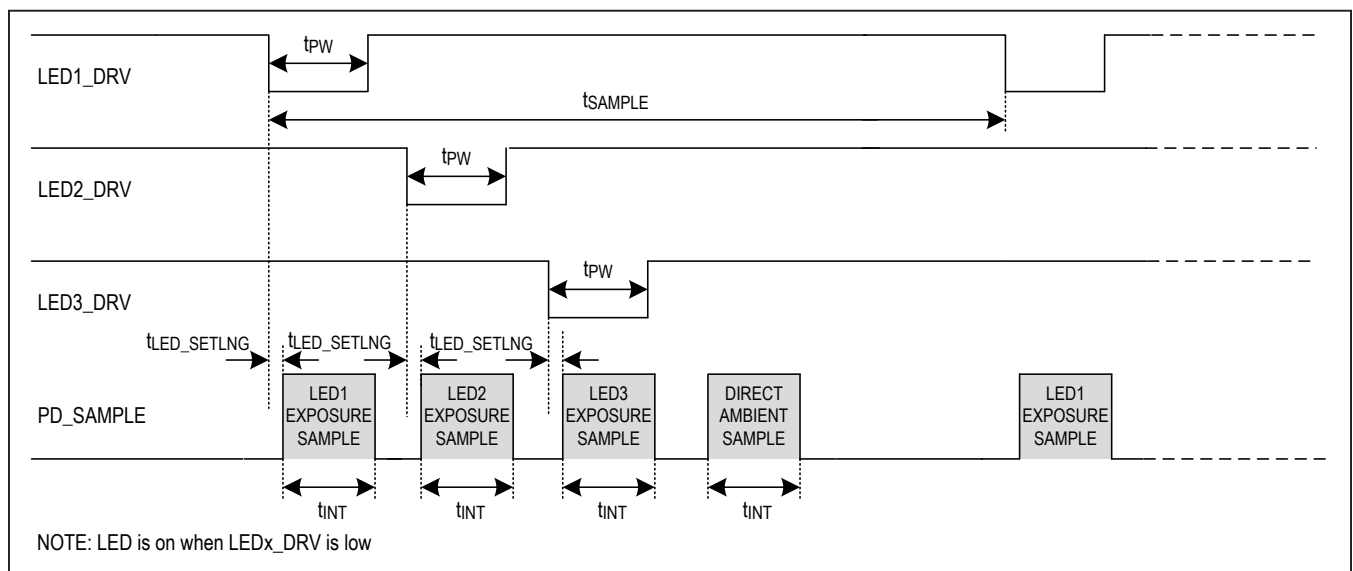 tPW
LED1_DRV
tSAMPLE
tPW
LED2_DRV
tPW
LED3_DRV
tLED_SETLNG
tLED_SETLNG
tLED_SETLNG
PD_SAMPLE
LED1
EXPOSURE
SAMPLE
LED2
EXPOSURE
SAMPLE
LED3
EXPOSURE
SAMPLE
DIRECT
AMBIENT
SAMPLE
LED1
EXPOSURE
SAMPLE
tINT
tINT
tINT
tINT
NOTE: LED is on when LEDx_DRV is low